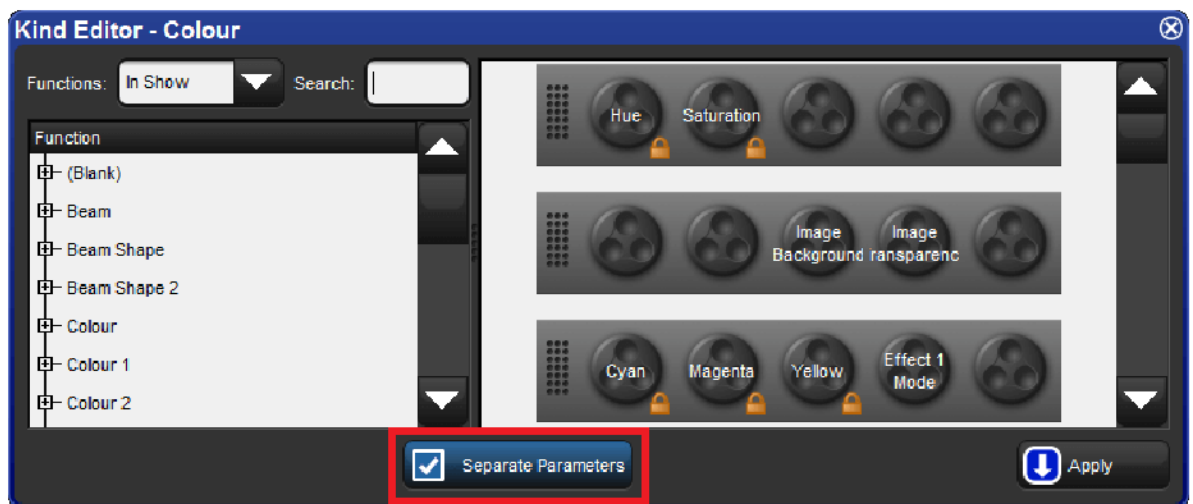 Kind Editor - Colour
Functions: In Show Search:
Function
(Blank)
Beam
Beam Shape
Beam Shape 2
Colour
Colour 1
Colour 2
Hue Saturation
Image Image
Background ransparenc
Cyan Magenta Yellow Effect 1
Mode
Separate Parameters
Apply